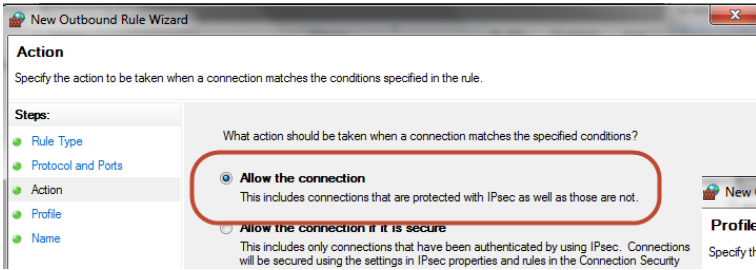 New Outbound Rule Wizard
Action
Specify the action to be taken when a connection matches the conditions specified in the rule.
Steps:
Rule Type
Protocol and Ports
Action
Profile
Name
What action should be taken when a connection matches the specified conditions?
Allow the connection
This includes connections that are protected with IPsec as well as those are not.
Allow the connection if it is secure
This includes only connections that have been authenticated by using IPsec. Connections
will be secured using the settings in IPsec properties and rules in the Connection Security
New
Profile
Specify th